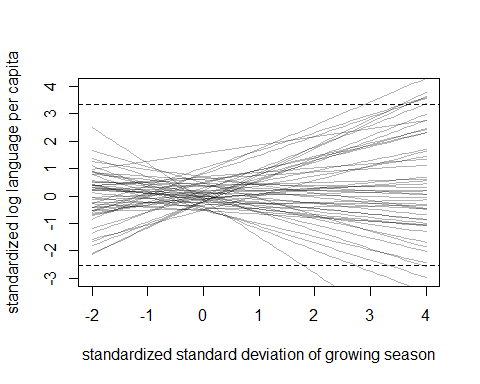 standardized log language per capita
4
3
2
1
0
-1
-2
-3
-2 -1 0 1 2 3 4
standardized standard deviation of growing season